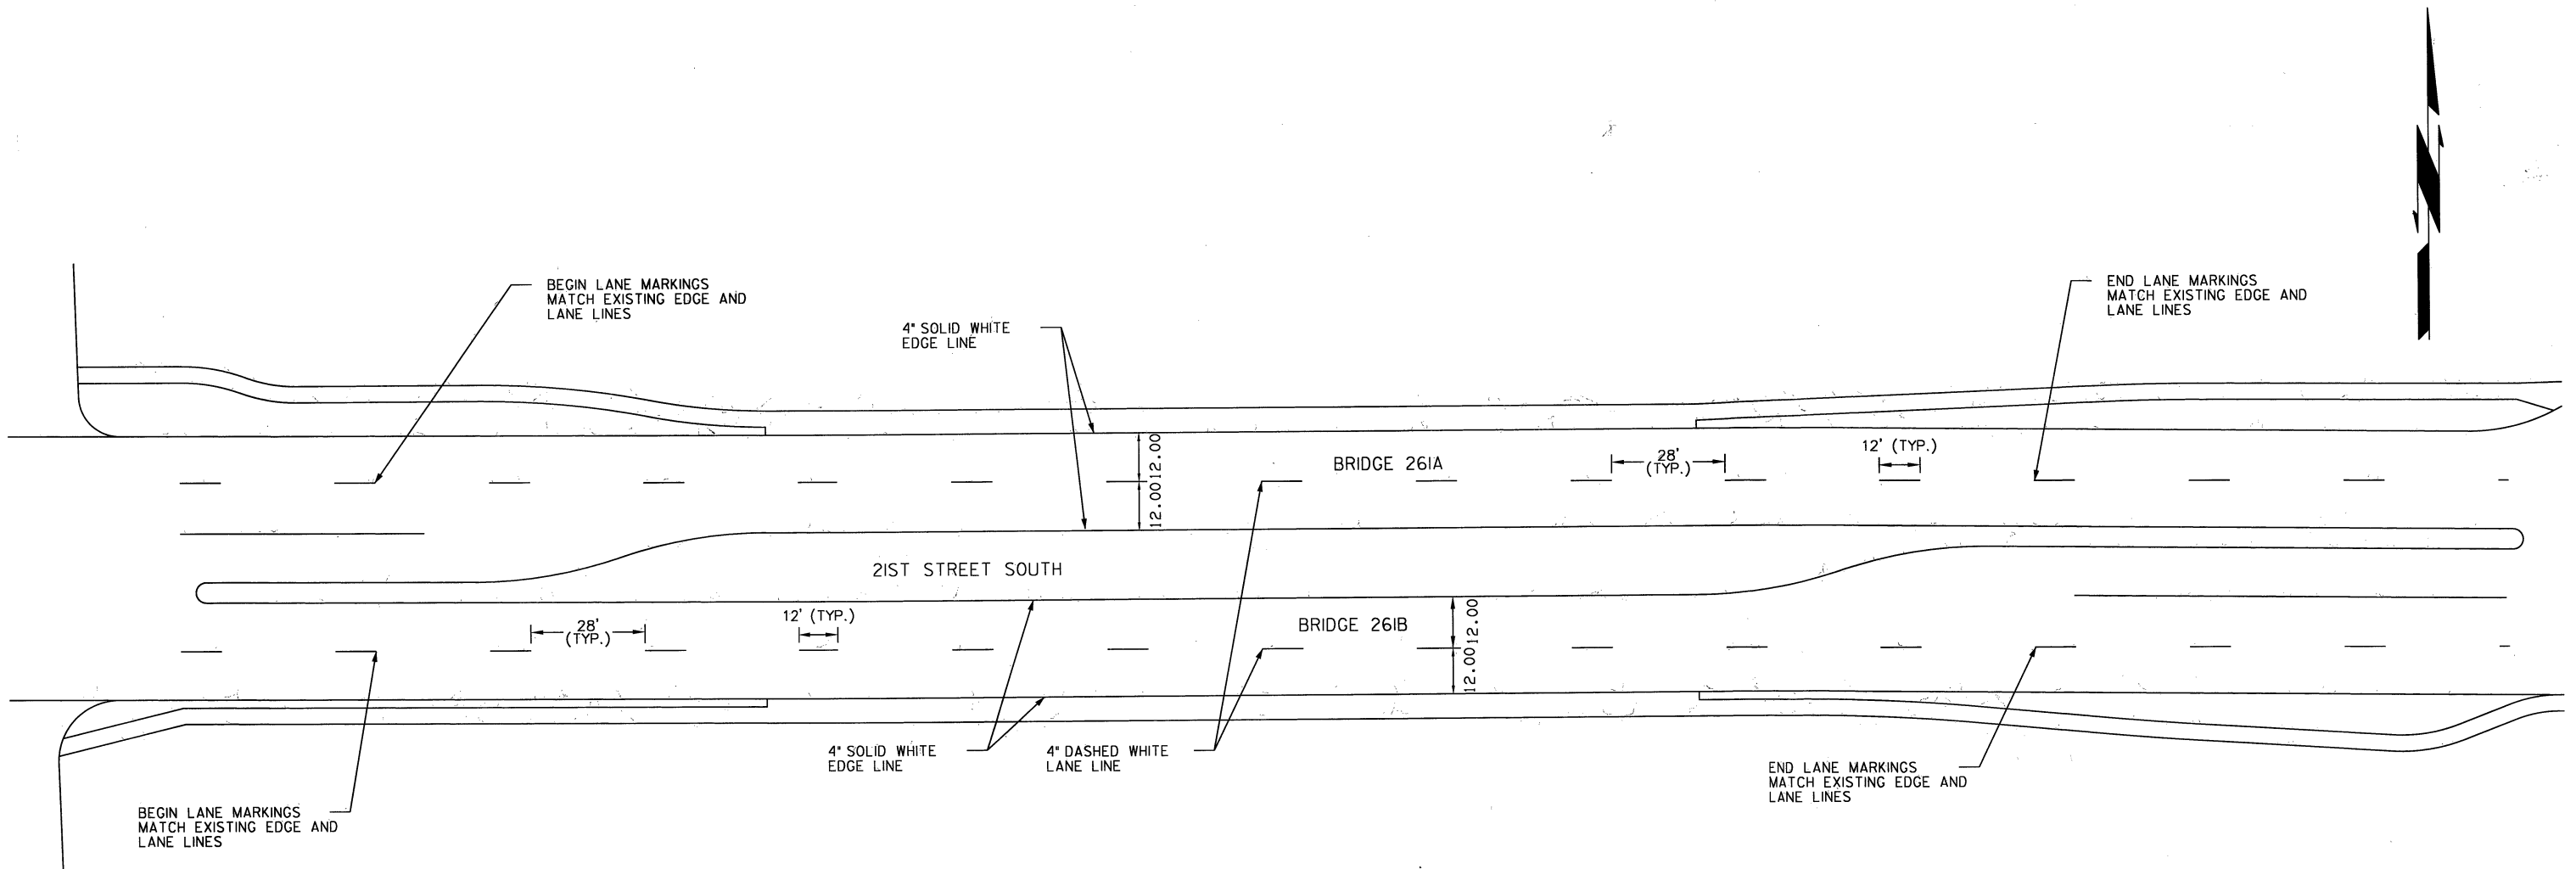 BEGIN LANE MARKINGS
MATCH EXISTING EDGE AND
LANE LINES
4" SOLID WHITE
EDGE LINE
END LANE MARKINGS
MATCH EXISTING EDGE AND
LANE LINES
N
12.00
12.00
BRIDGE 261A
28'
(TYP.)
12' (TYP.)
21ST STREET SOUTH
28'
(TYP.)
12' (TYP.)
BRIDGE 261B
12.00
12.00
4" SOLID WHITE
EDGE LINE
4" DASHED WHITE
LANE LINE
END LANE MARKINGS
MATCH EXISTING EDGE AND
LANE LINES
BEGIN LANE MARKINGS
MATCH EXISTING EDGE AND
LANE LINES